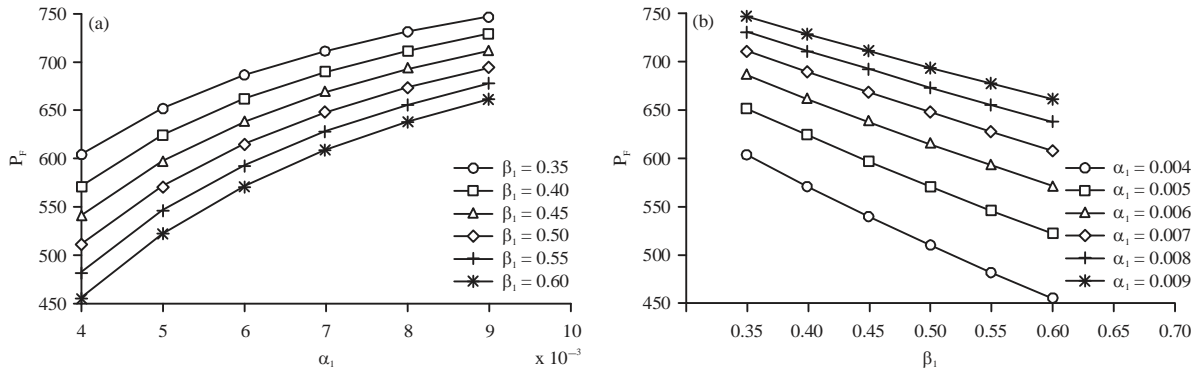 (a)
P_F
750
700
650
600
550
500
450
β₁ = 0.35
β₁ = 0.40
β₁ = 0.45
β₁ = 0.50
β₁ = 0.55
β₁ = 0.60
4 5 6 7 8 9 10
α₁ x 10⁻³
(b)
P_F
750
700
650
600
550
500
450
α₁ = 0.004
α₁ = 0.005
α₁ = 0.006
α₁ = 0.007
α₁ = 0.008
α₁ = 0.009
0.35 0.40 0.45 0.50 0.55 0.60 0.65 0.70
β₁